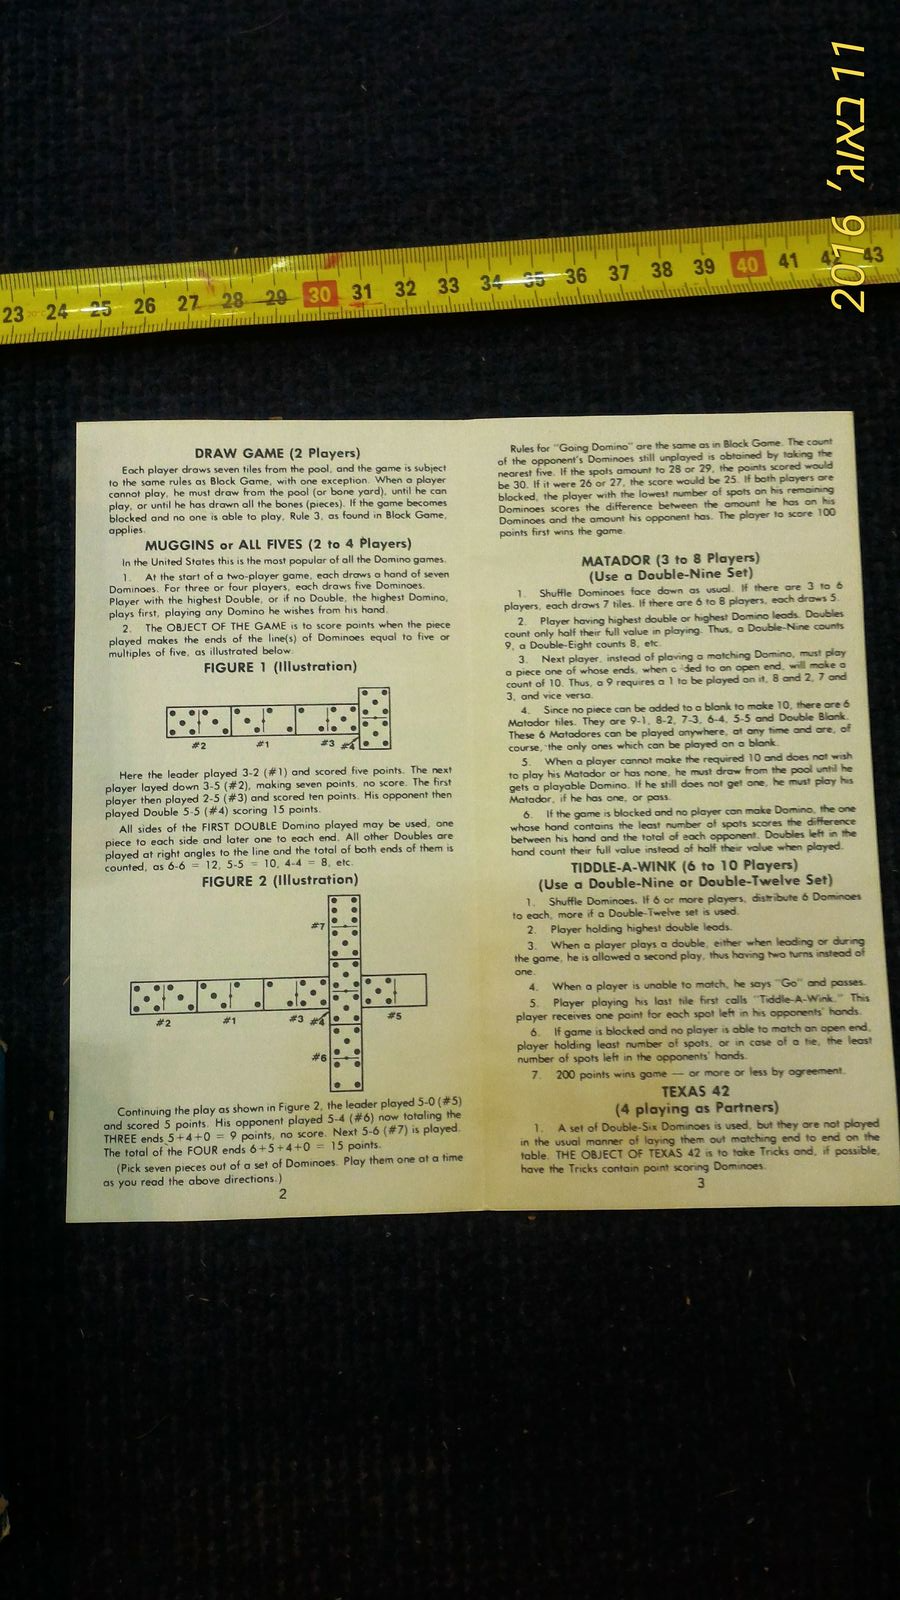 11 באוג׳ 2016
23 24 25 26 27 28 29 30 31 32 33 34 35 36 37 38 39 40 41 42 43
DRAW GAME (2 Players)
Each player draws seven tiles from the pool, and the game is subject
to the same rules as Block Game, with one exception. When a player
cannot play, he must draw from the pool (or bone yard), until he can
play, or until he has drawn all the bones (pieces). If the game becomes
blocked and no one is able to play, Rule 3, as found in Block Game,
applies.
MUGGINS or ALL FIVES (2 to 4 Players)
In the United States this is the most popular of all the Domino games.
1. At the start of a two-player game, each draws a hand of seven
Dominoes. For three or four players, each draws five Dominoes.
Player with the highest Double, or if no Double, the highest Domino,
plays first, playing any Domino he wishes from his hand.
2. The OBJECT OF THE GAME is to score points when the piece
played makes the ends of the line(s) of Dominoes equal to five or
multiples of five, as illustrated below:
FIGURE 1 (Illustration)
#2 #1 #3 #4
Here the leader played 3-2 (#1) and scored five points. The next
player layed down 3-5 (#2), making seven points, no score. The first
player then played 2-5 (#3) and scored ten points. His opponent then
played Double 5-5 (#4) scoring 15 points.
All sides of the FIRST DOUBLE Domino played may be used, one
piece to each side and later one to each end. All other Doubles are
played at right angles to the line and the total of both ends of them is
counted, as 6-6 = 12, 5-5 = 10, 4-4 = 8, etc.
FIGURE 2 (Illustration)
#7
#2 #1 #3 #4 #5
#6
Continuing the play as shown in Figure 2, the leader played 5-0 (#5)
and scored 5 points. His opponent played 5-4 (#6) now totaling the
THREE ends 5+4+0 = 9 points, no score. Next 5-6 (#7) is played.
The total of the FOUR ends 6+5+4+0 = 15 points.
(Pick seven pieces out of a set of Dominoes. Play them one at a time
as you read the above directions.)
2
Rules for "Going Domino" are the same as in Block Game. The count
of the opponent's Dominoes still unplayed is obtained by taking the
nearest five. If the spots amount to 28 or 29, the points scored would
be 30. If it were 26 or 27, the score would be 25. If both players are
blocked, the player with the lowest number of spots on his remaining
Dominoes scores the difference between the amount he has on his
Dominoes and the amount his opponent has. The player to score 100
points first wins the game.
MATADOR (3 to 8 Players)
(Use a Double-Nine Set)
1. Shuffle Dominoes face down as usual. If there are 3 to 6
players, each draws 7 tiles. If there are 6 to 8 players, each draws 5.
2. Player having highest double or highest Domino leads. Doubles
count only half their full value in playing. Thus, a Double-Nine counts
9, a Double-Eight counts 8, etc.
3. Next player, instead of playing a matching Domino, must play
a piece one of whose ends, when added to an open end, will make a
count of 10. Thus, a 9 requires a 1 to be played on it, 8 and 2, 7 and
3, and vice versa.
4. Since no piece can be added to a blank to make 10, there are 6
Matador tiles. They are 9-1, 8-2, 7-3, 6-4, 5-5 and Double Blank.
These 6 Matadores can be played anywhere, at any time and are, of
course, the only ones which can be played on a blank.
5. When a player cannot make the required 10 and does not wish
to play his Matador or has none, he must draw from the pool until he
gets a playable Domino. If he still does not get one, he must play his
Matador, if he has one, or pass.
6. If the game is blocked and no player can make Domino, the one
whose hand contains the least number of spots scores the difference
between his hand and the total of each opponent. Doubles left in the
hand count their full value instead of half their value when played.
TIDDLE-A-WINK (6 to 10 Players)
(Use a Double-Nine or Double-Twelve Set)
1. Shuffle Dominoes. If 6 or more players, distribute 6 Dominoes
to each, more if a Double-Twelve set is used.
2. Player holding highest double leads.
3. When a player plays a double, either when leading or during
the game, he is allowed a second play, thus having two turns instead of
one.
4. When a player is unable to match, he says "Go" and passes.
5. Player playing his last tile first calls "Tiddle-A-Wink." This
player receives one point for each spot left in his opponents' hands.
6. If game is blocked and no player is able to match an open end,
player holding least number of spots, or in case of a tie, the least
number of spots left in the opponents' hands.
7. 200 points wins game — or more or less by agreement.
TEXAS 42
(4 playing as Partners)
1. A set of Double-Six Dominoes is used, but they are not played
in the usual manner of laying them out matching end to end on the
table. THE OBJECT OF TEXAS 42 is to take Tricks and, if possible,
have the Tricks contain point scoring Dominoes.
3